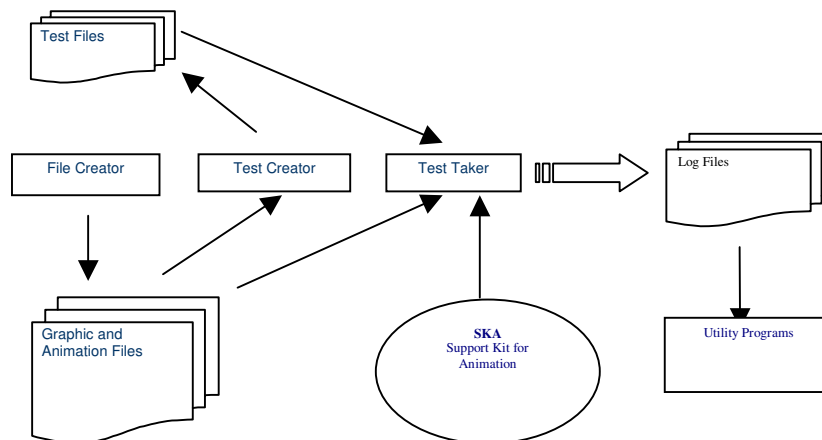 Test Files
File Creator
Test Creator
Test Taker
Log Files
Graphic and
Animation Files
SKA
Support Kit for
Animation
Utility Programs